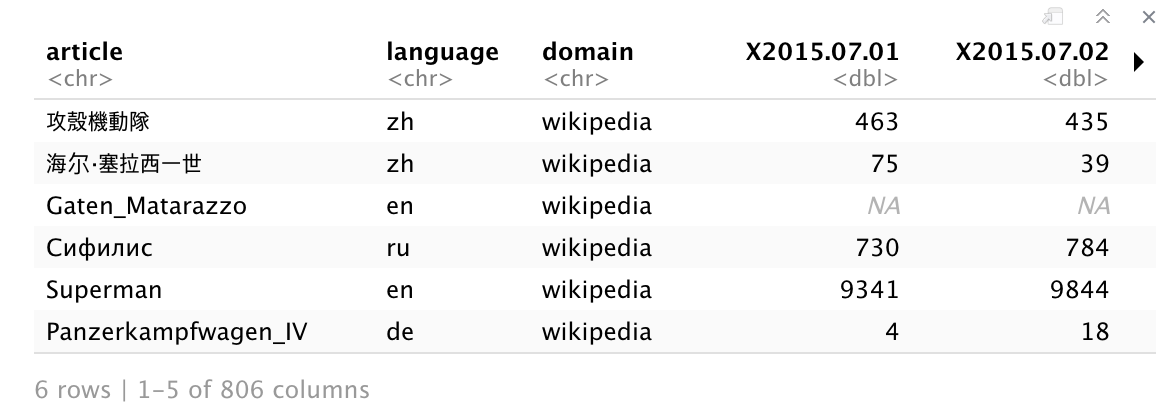 article language domain X2015.07.01 X2015.07.02
<chr> <chr> <chr> <dbl> <dbl>
攻殼機動隊 zh wikipedia 463 435
海尔·塞拉西一世 zh wikipedia 75 39
Gaten_Matarazzo en wikipedia NA NA
Сифилис ru wikipedia 730 784
Superman en wikipedia 9341 9844
Panzerkampfwagen_IV de wikipedia 4 18
6 rows | 1–5 of 806 columns